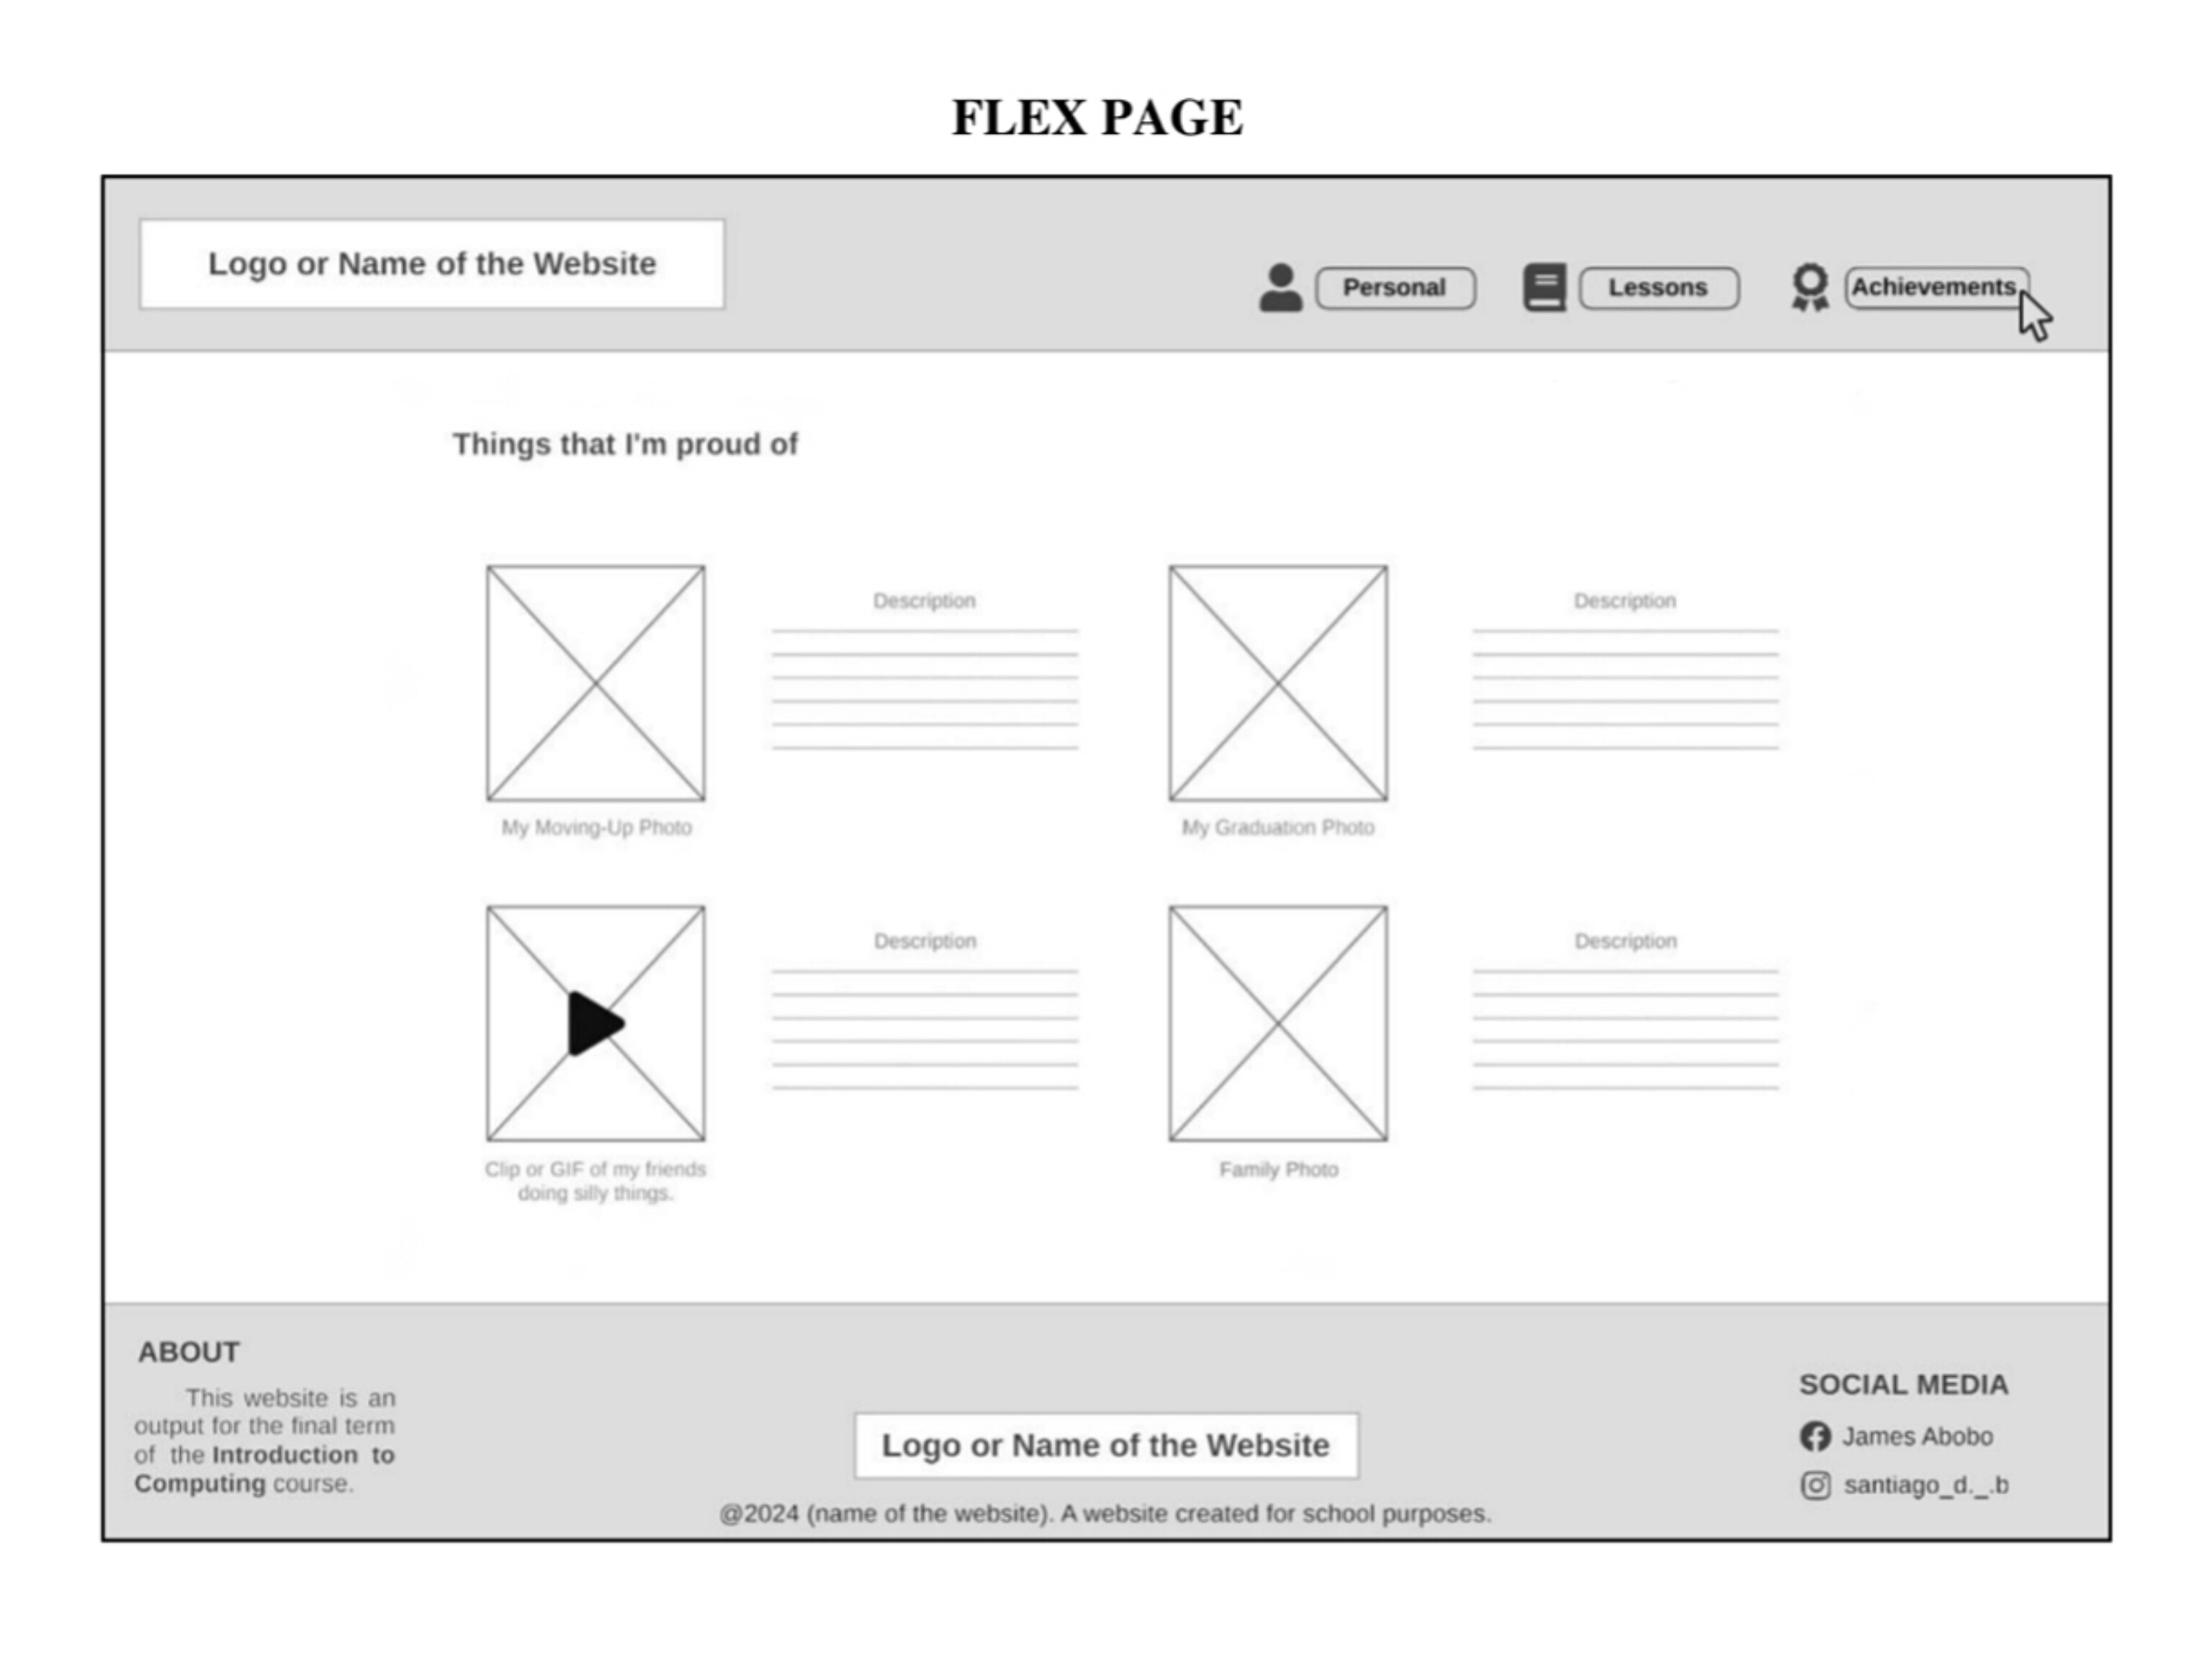 FLEX PAGE
Logo or Name of the Website
Personal
Lessons
Achievements
Things that I'm proud of
Description
Description
My Moving-Up Photo
My Graduation Photo
Description
Description
Clip or GIF of my friends
doing silly things.
Family Photo
ABOUT
This website is an
output for the final term
of the Introduction to
Computing course.
Logo or Name of the Website
@2024 (name of the website). A website created for school purposes.
SOCIAL MEDIA
James Abobo
santiago_d._.b